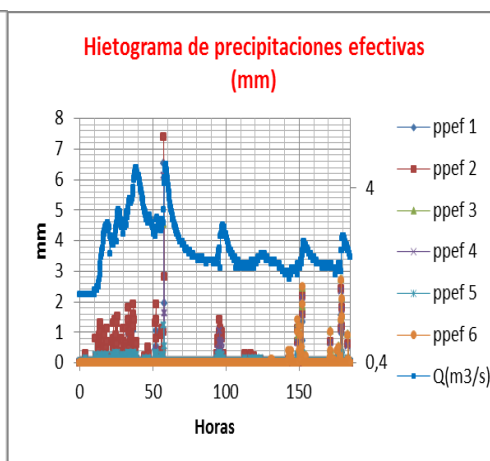 Hietograma de precipitaciones efectivas
(mm)
8
7
6
5
4
3
2
1
0
mm
4
0,4
0
50
100
150
Horas
ppef 1
ppef 2
ppef 3
ppef 4
ppef 5
ppef 6
Q(m3/s)